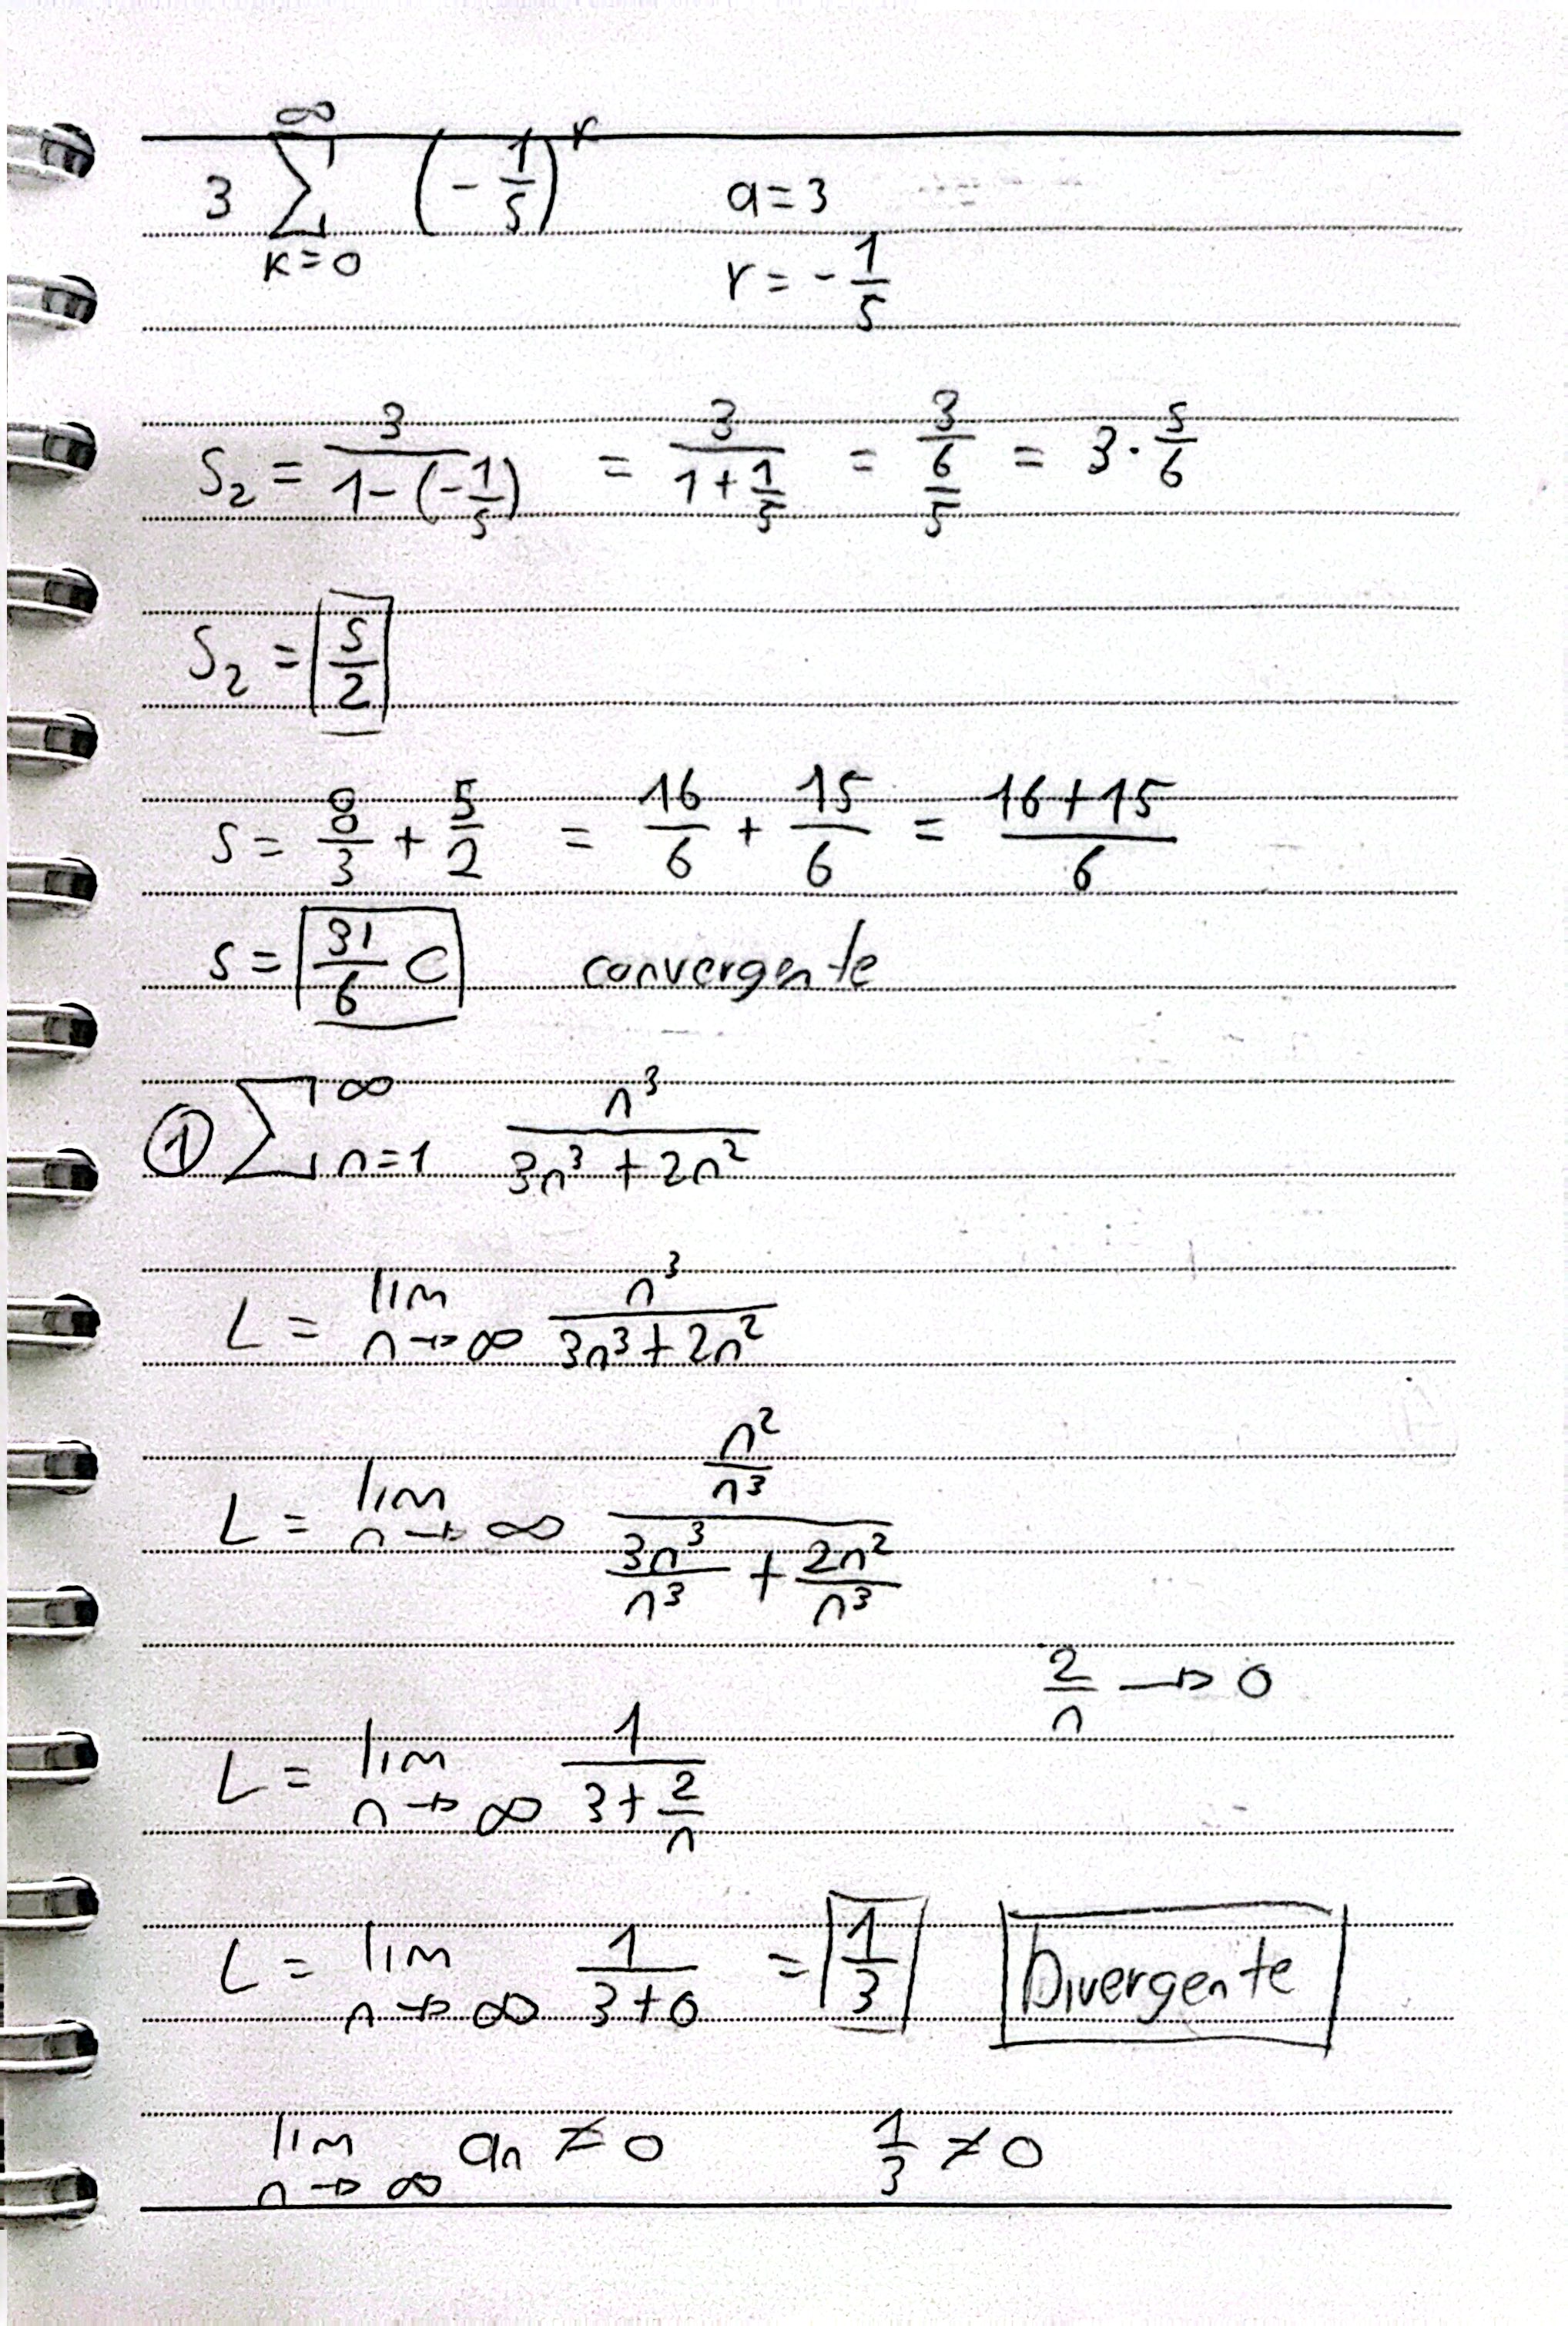 3 ∑_{k=0}^{∞} (-1/5)^k   a=3
r=-1/5
S₂ = 3/(1-(-1/5)) = 3/(1+1/5) = 3/(6/5) = 3·5/6
S₂ = 5/2
S = 8/3 + 5/2 = 16/6 + 15/6 = (16+15)/6
S = 31/6 C   convergente
① ∑_{n=1}^{∞} n³/(3n³+2n²)
L = lim_{n→∞} n³/(3n³+2n²)
L = lim_{n→∞} (n²/n³)/(3n³/n³ + 2n²/n³)
2/n → 0
L = lim_{n→∞} 1/(3+2/n)
L = lim_{n→∞} 1/(3+0) = 1/3   Divergente
lim_{n→∞} an ≠ 0   1/3 ≠ 0